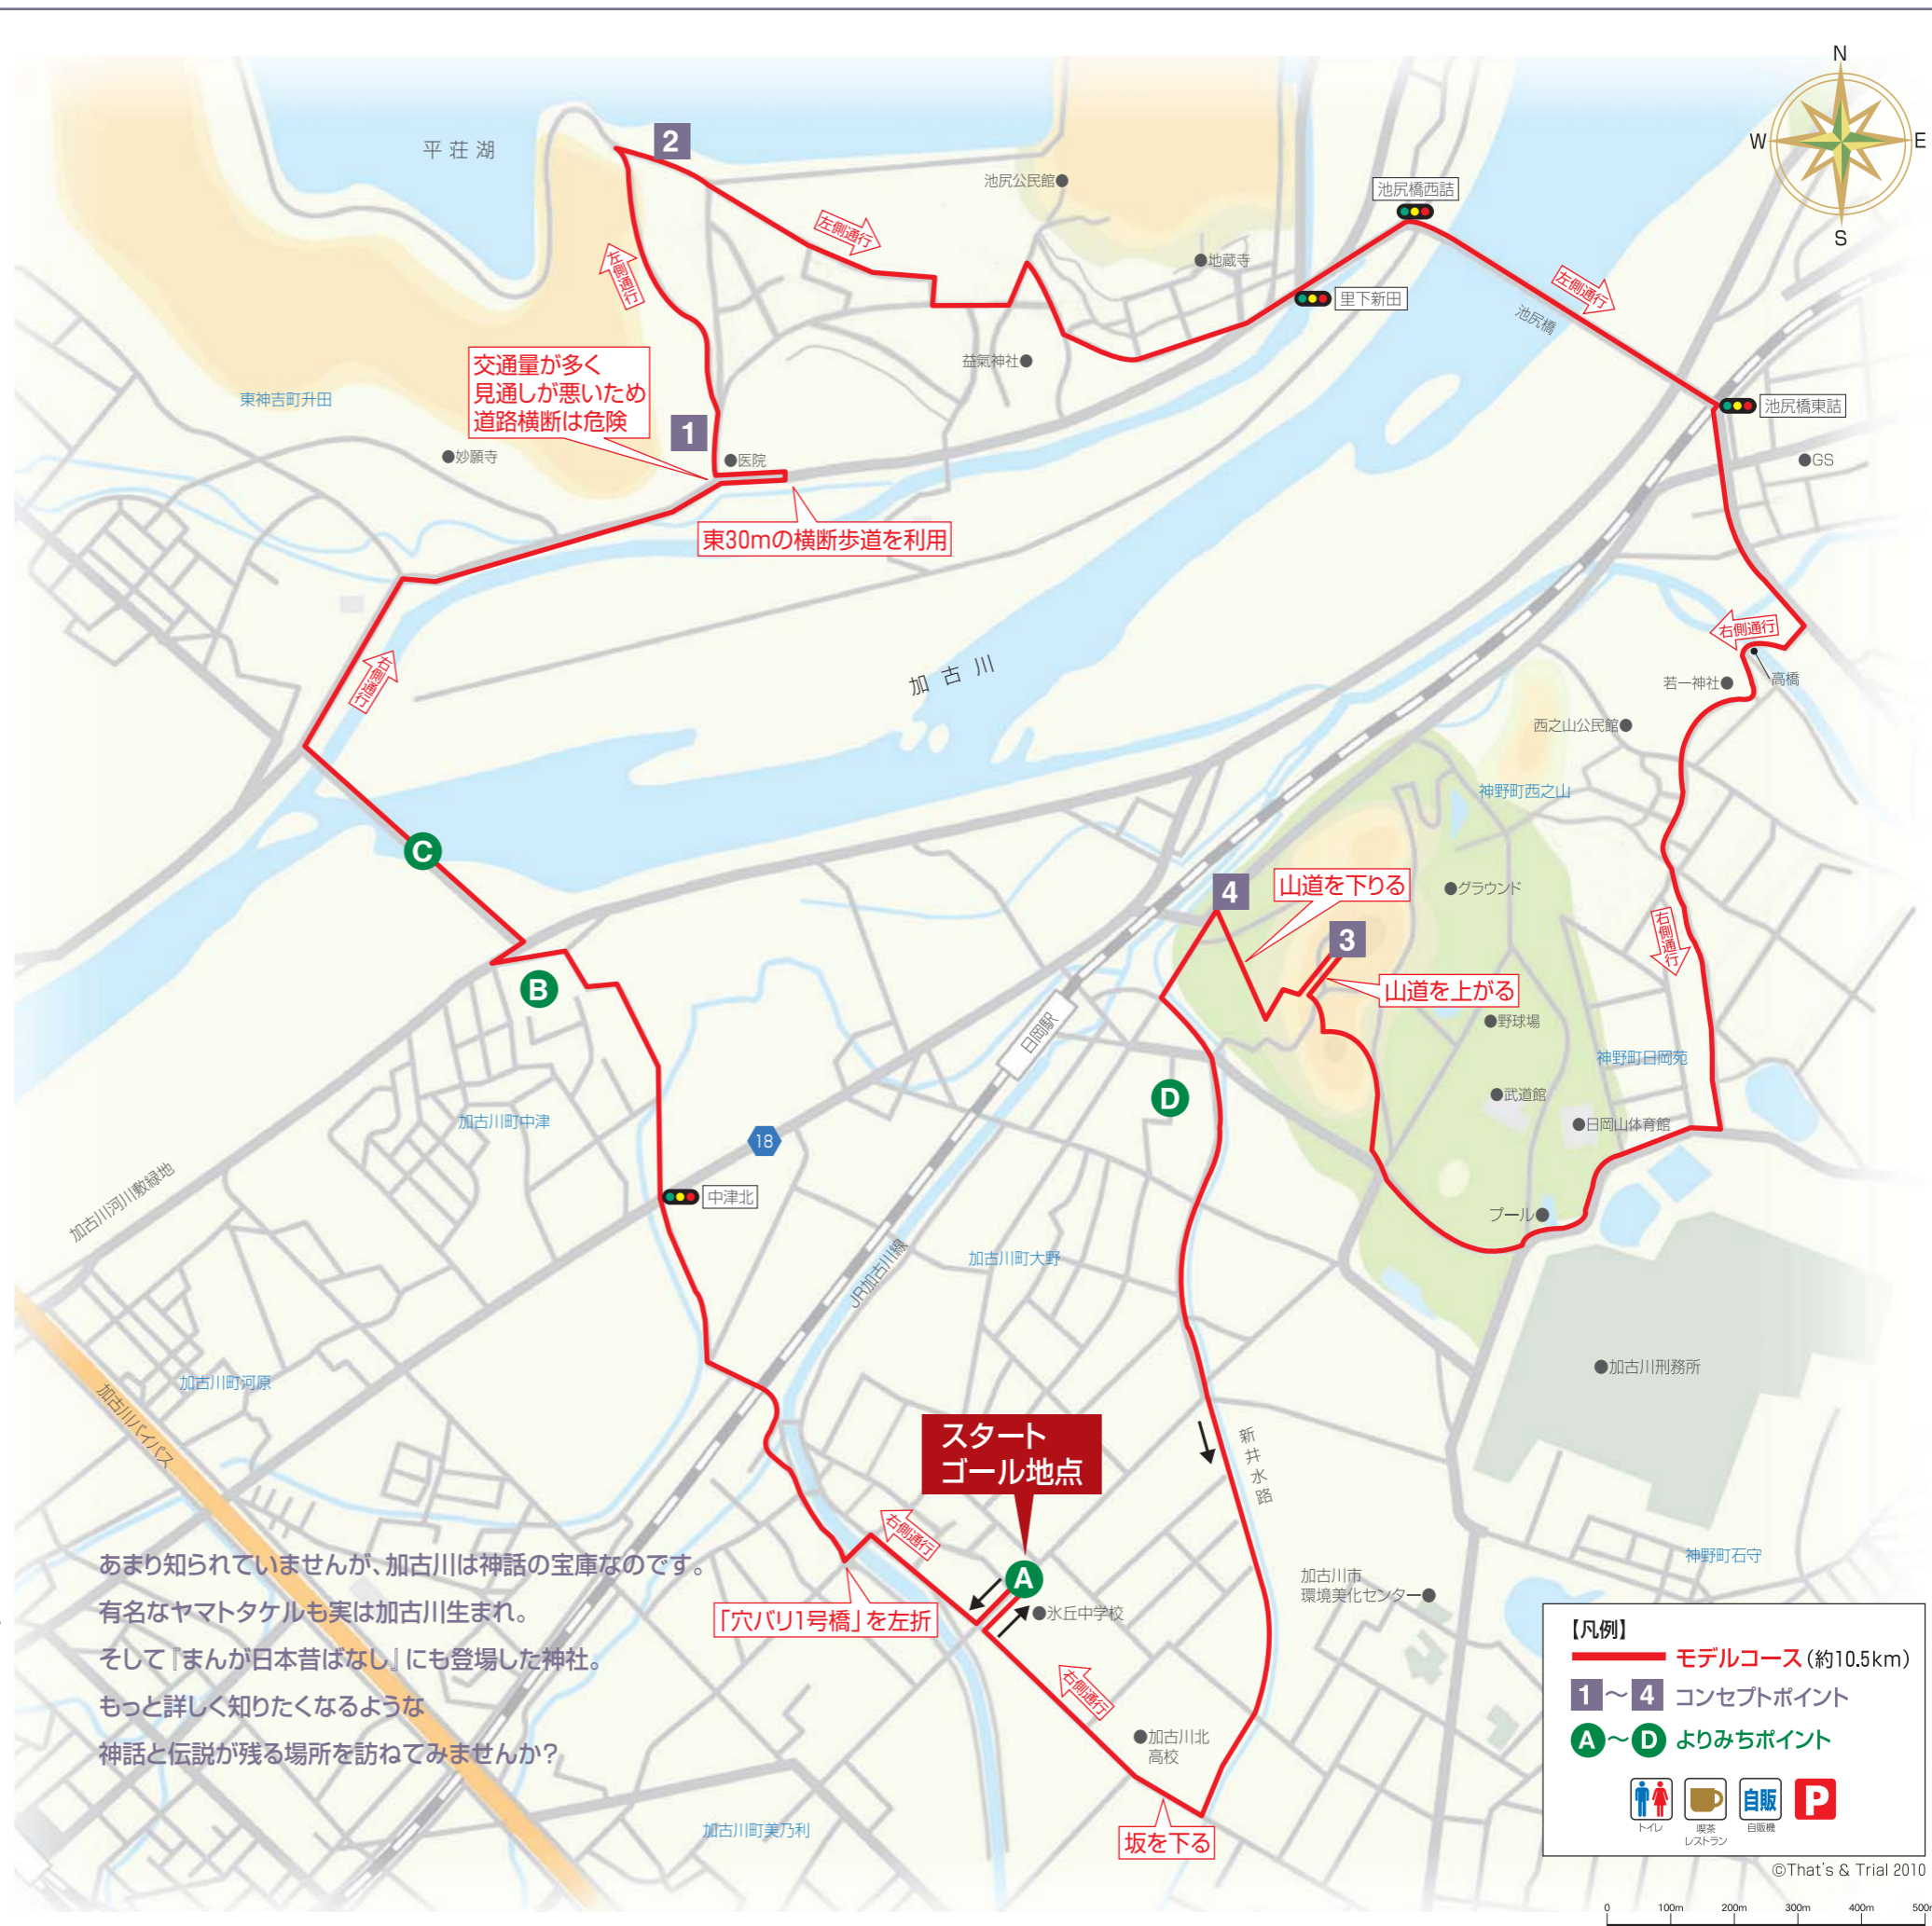 N
W
E
S
平荘湖
2
池尻公民館
池尻橋西詰
左側通行
左側通行
地蔵寺
里下新田
左側通行
池尻橋
交通量が多く
見通しが悪いため
道路横断は危険
益氣神社
東神吉町升田
池尻橋東詰
1
妙願寺
医院
GS
東30mの横断歩道を利用
右側通行
右側通行
加古川
若一神社
高橋
西之山公民館
神野町西之山
C
4
山道を下りる
グラウンド
3
右側通行
B
山道を上がる
日岡駅
野球場
神野町日岡苑
D
武道館
加古川町中津
日岡山体育館
18
中津北
加古川河川敷緑地
プール
JR加古川線
加古川町大野
加古川刑務所
加古川町河原
加古川バイパス
スタート
ゴール地点
新井水路
右側通行
A
氷丘中学校
「穴バリ1号橋」を左折
加古川市
環境美化センター
神野町石守
右側通行
加古川北
高校
坂を下る
加古川町美乃利
あまり知られていませんが、加古川は神話の宝庫なのです。
有名なヤマトタケルも実は加古川生まれ。
そして『まんが日本昔ばなし』にも登場した神社。
もっと詳しく知りたくなるような
神話と伝説が残る場所を訪ねてみませんか?
【凡例】
モデルコース(約10.5km)
1〜4 コンセプトポイント
A〜D よりみちポイント
自販 P
トイレ 喫茶 自販機
レストラン
©That's & Trial 2010
0 100m 200m 300m 400m